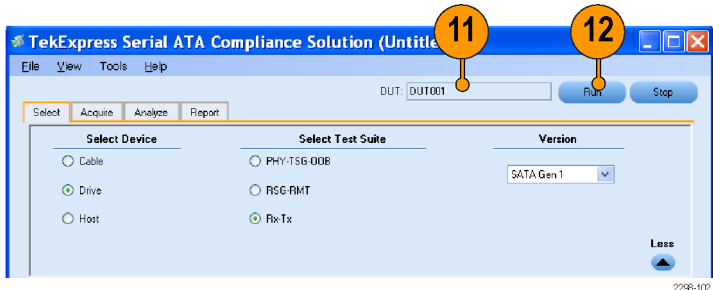 TekExpress Serial ATA Compliance Solution (Untitle
11
12
File View Tools Help
DUT: DUT001
Run
Stop
Select Acquire Analyze Report
Select Device
Select Test Suite
Version
Cable
PHY-TSG-OOB
SATA Gen 1
Drive
RSG-RMT
Host
Rx-Tx
Less
2298-102